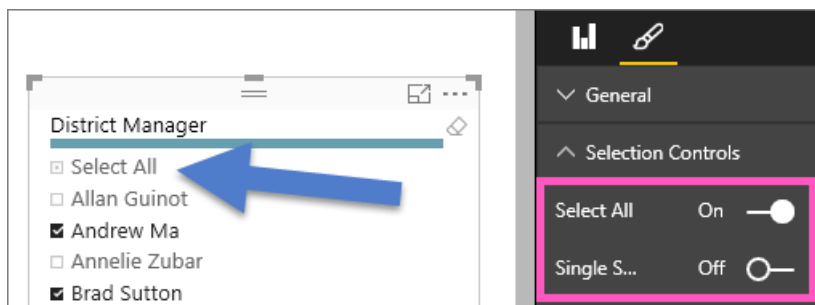 District Manager
Select All
Allan Guinot
Andrew Ma
Annelie Zubar
Brad Sutton
General
Selection Controls
Select All On
Single S... Off